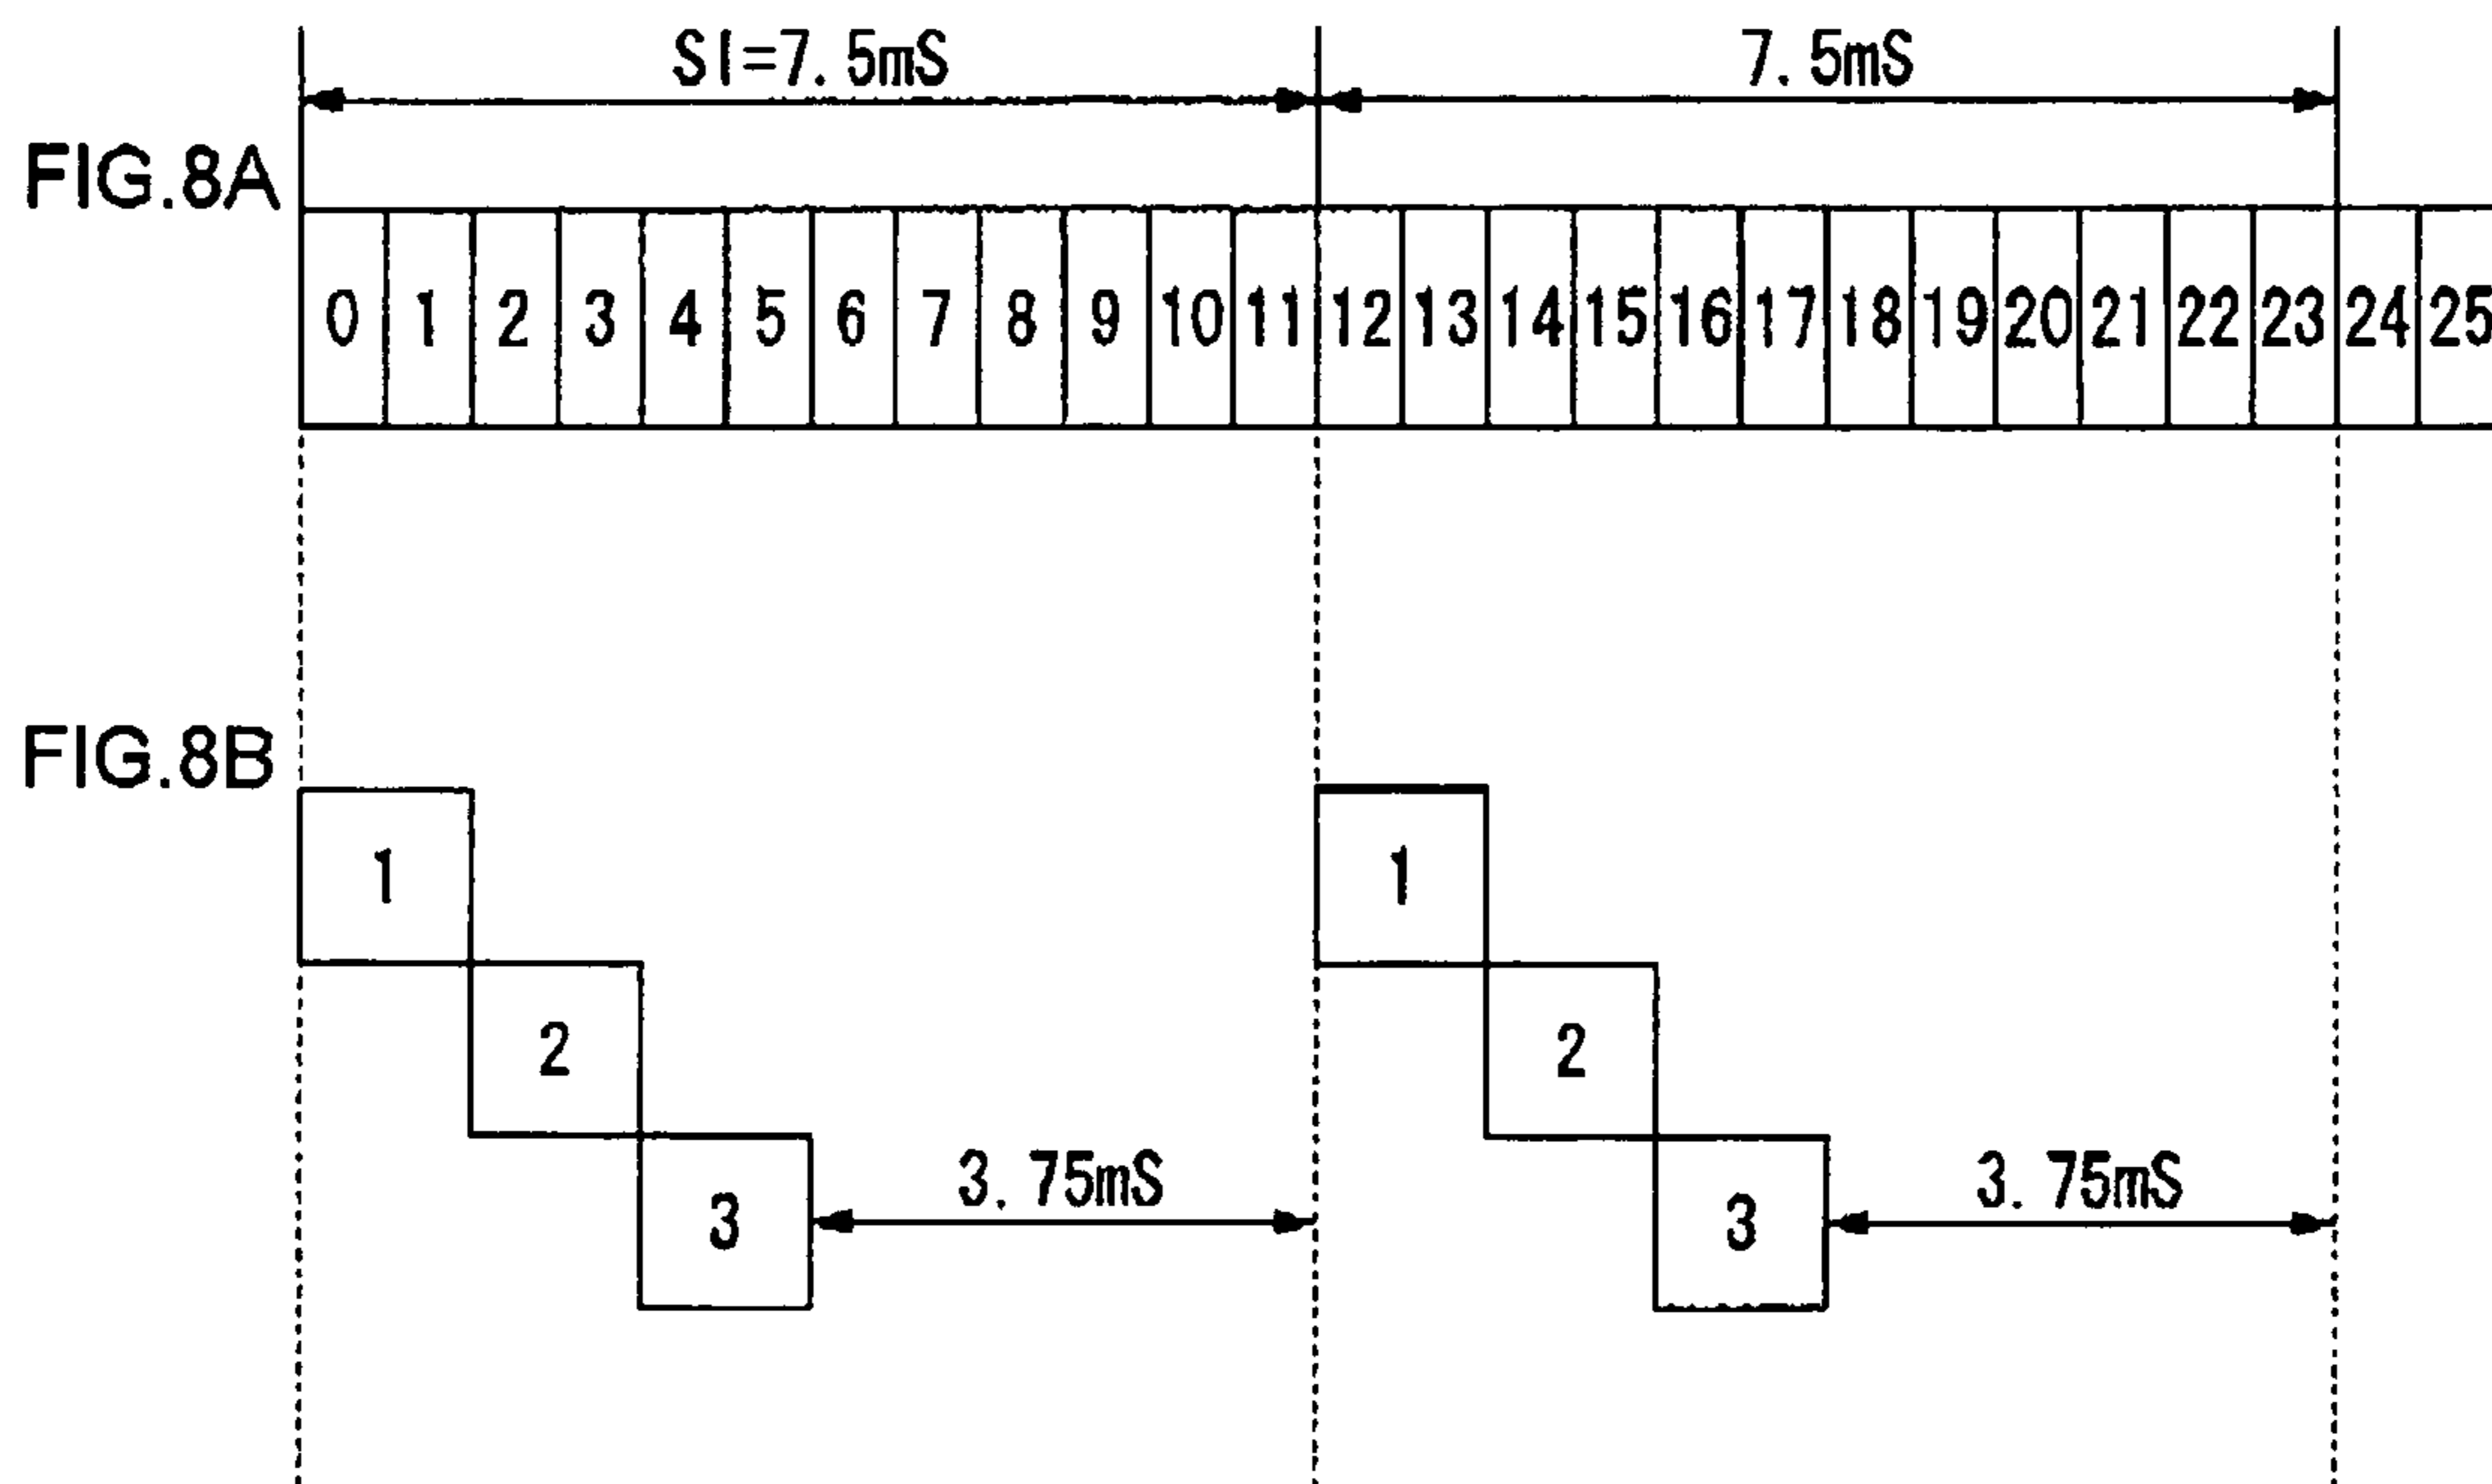 SI=7.5mS 7.5mS
FIG.8A
0 1 2 3 4 5 6 7 8 9 10 11 12 13 14 15 16 17 18 19 20 21 22 23 24 25
FIG.8B
1 1
2 2
3.75mS 3.75mS
3 3